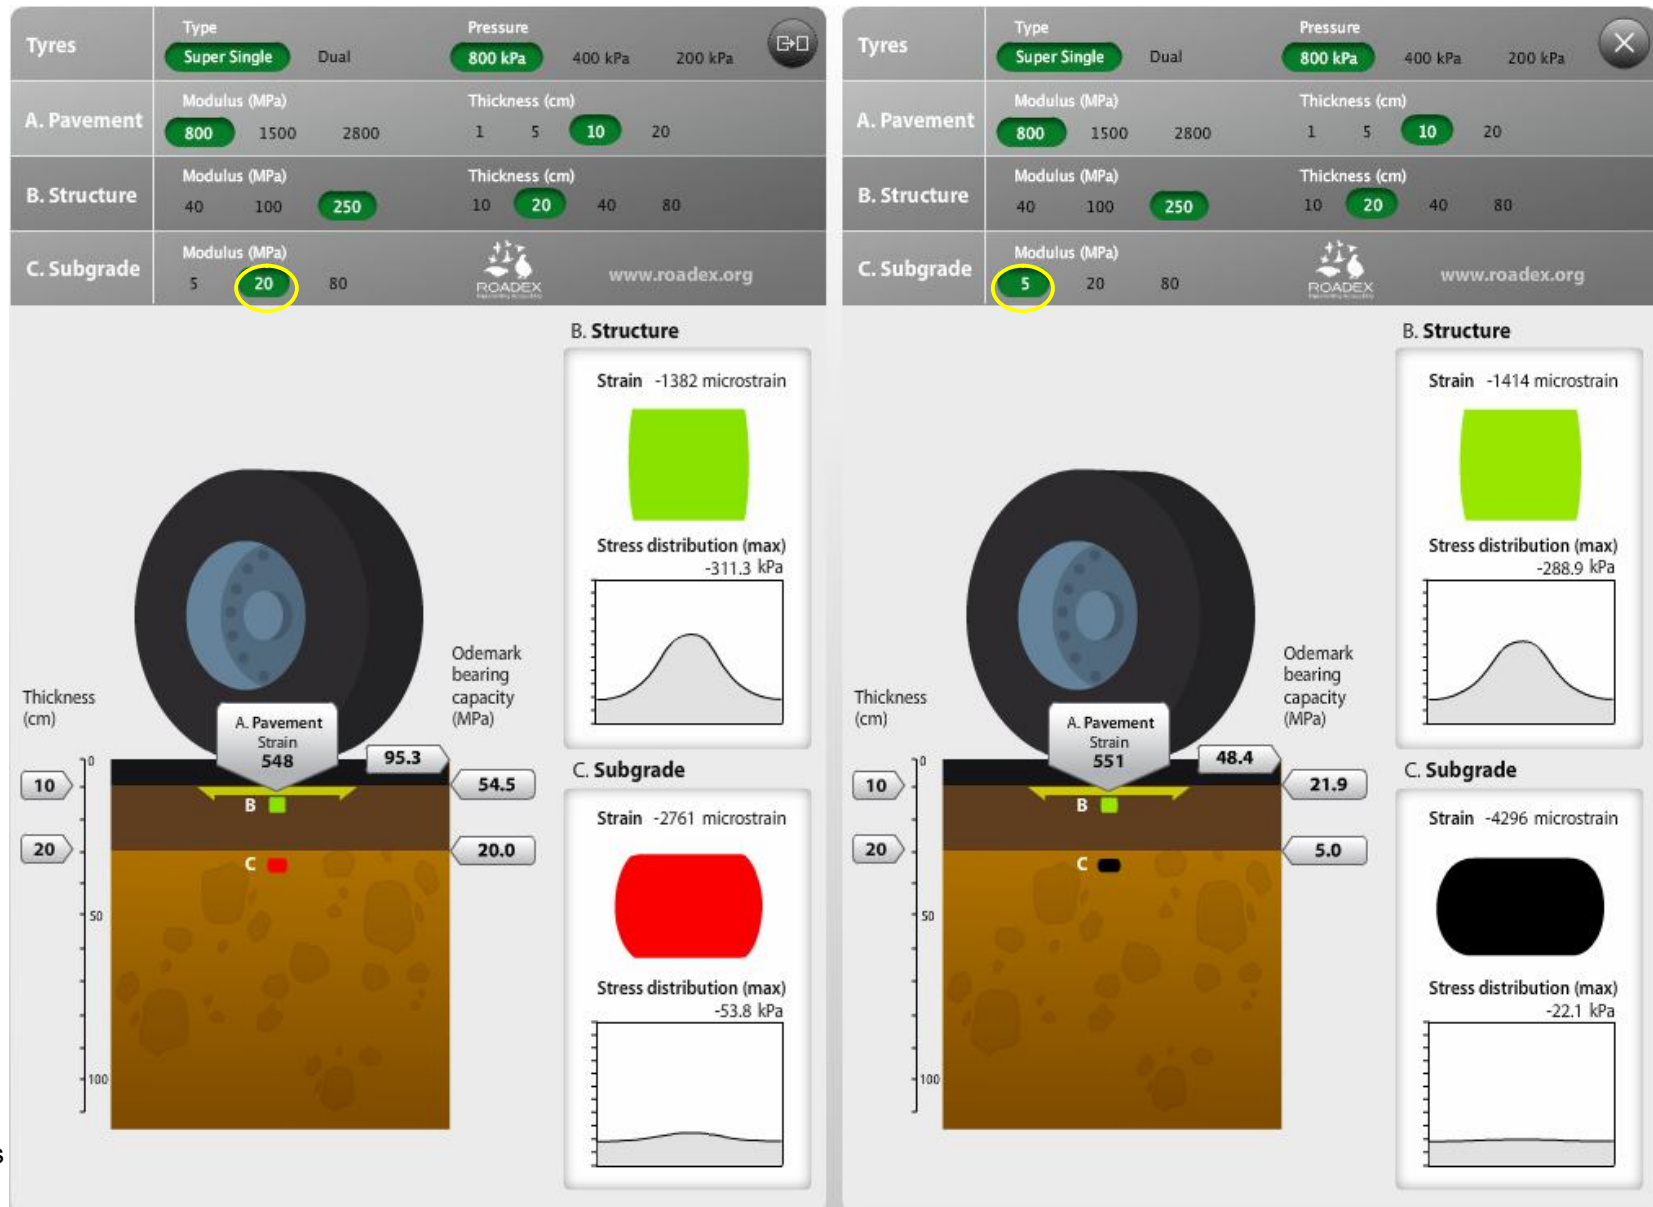 Tyres
Type
Super Single Dual
Pressure
800 kPa 400 kPa 200 kPa
A. Pavement
Modulus (MPa)
800 1500 2800
Thickness (cm)
1 5 10 20
B. Structure
Modulus (MPa)
40 100 250
Thickness (cm)
10 20 40 80
C. Subgrade
Modulus (MPa)
5 20 80
ROADEX
www.roadex.org
B. Structure
Strain -1382 microstrain
Stress distribution (max)
-311.3 kPa
Odemark
bearing
capacity
(MPa)
Thickness
(cm)
A. Pavement
Strain
548
95.3
0
10
54.5
B
20
20.0
C
50
100
C. Subgrade
Strain -2761 microstrain
Stress distribution (max)
-53.8 kPa
s
Tyres
Type
Super Single Dual
Pressure
800 kPa 400 kPa 200 kPa
A. Pavement
Modulus (MPa)
800 1500 2800
Thickness (cm)
1 5 10 20
B. Structure
Modulus (MPa)
40 100 250
Thickness (cm)
10 20 40 80
C. Subgrade
Modulus (MPa)
5 20 80
ROADEX
www.roadex.org
B. Structure
Strain -1414 microstrain
Stress distribution (max)
-288.9 kPa
Odemark
bearing
capacity
(MPa)
Thickness
(cm)
A. Pavement
Strain
551
48.4
0
10
21.9
B
20
5.0
C
50
100
C. Subgrade
Strain -4296 microstrain
Stress distribution (max)
-22.1 kPa